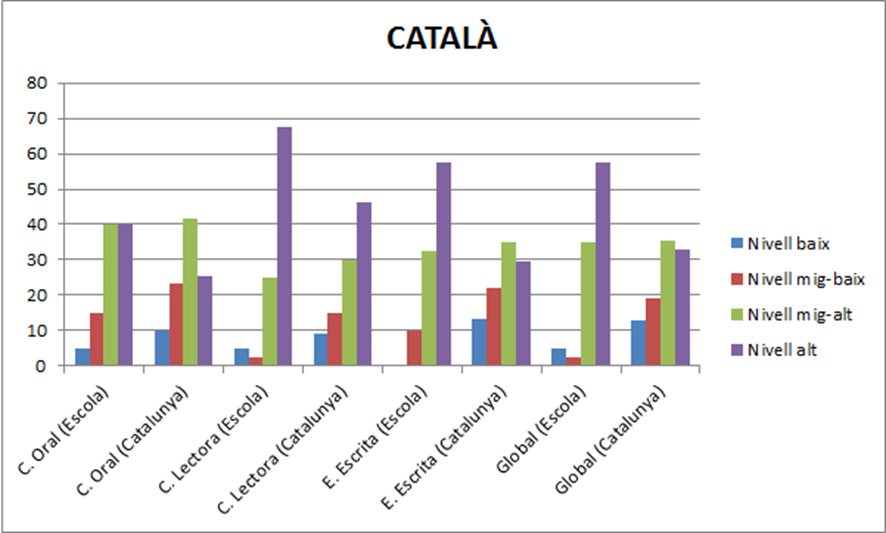 CATALÀ
80
70
60
50
40
30
20
10
0
C. Oral (Escola)
C. Oral (Catalunya)
C. Lectora (Escola)
C. Lectora (Catalunya)
E. Escrita (Escola)
E. Escrita (Catalunya)
Global (Escola)
Global (Catalunya)
Nivell baix
Nivell mig-baix
Nivell mig-alt
Nivell alt